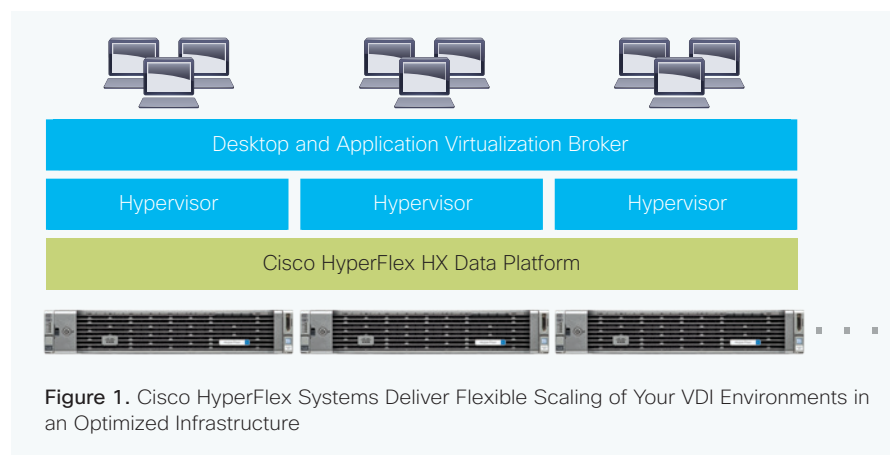 Desktop and Application Virtualization Broker
Hypervisor
Hypervisor
Hypervisor
Cisco HyperFlex HX Data Platform
Figure 1. Cisco HyperFlex Systems Deliver Flexible Scaling of Your VDI Environments in
an Optimized Infrastructure